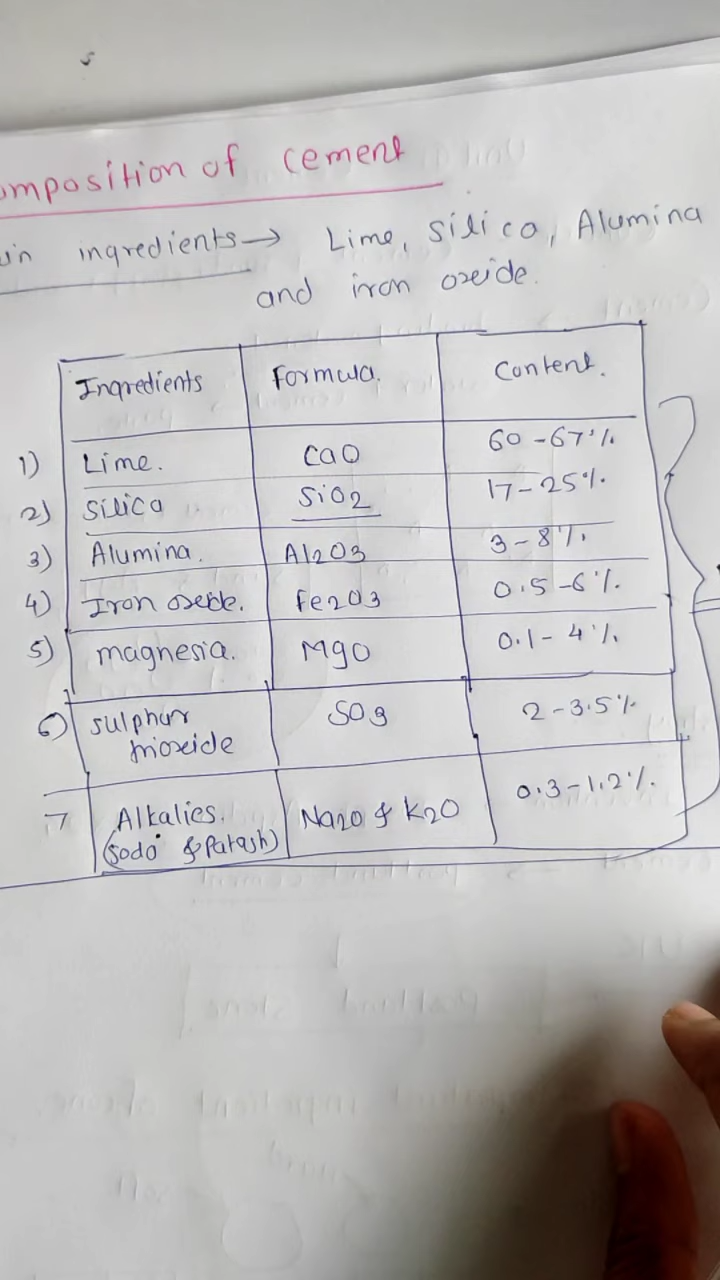 omposition of cement
in ingredients → Lime, Silica, Alumina
and iron oxide.
Ingredients Formula. Content.
1) Lime. CaO 60-67%
2) Silica SiO2 17-25%.
3) Alumina. Al2O3 3-8%
4) Iron oxide. Fe2O3 0.5-6%.
5) magnesia. MgO 0.1-4%
6) Sulphur SO3 2-3.5%
trioxide
7 Alkalies. Na2O & K2O 0.3-1.2%.
(Soda & Potash)